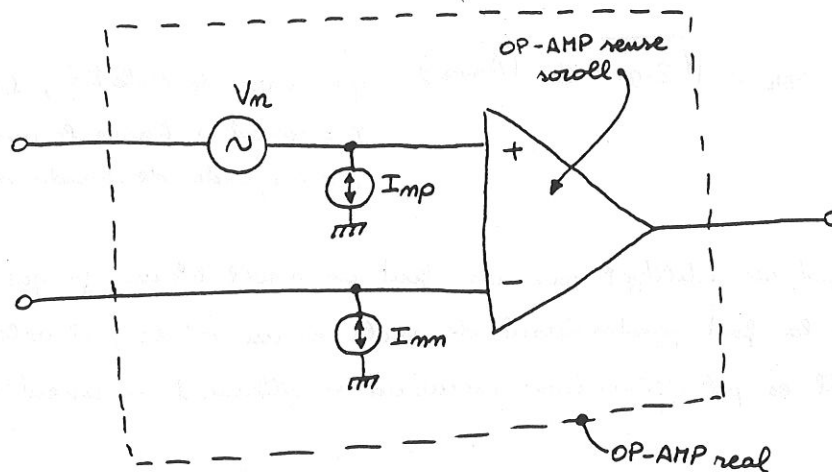 OP-AMP sense
soroll
Vn
+
Inp
−
Inn
OP-AMP real